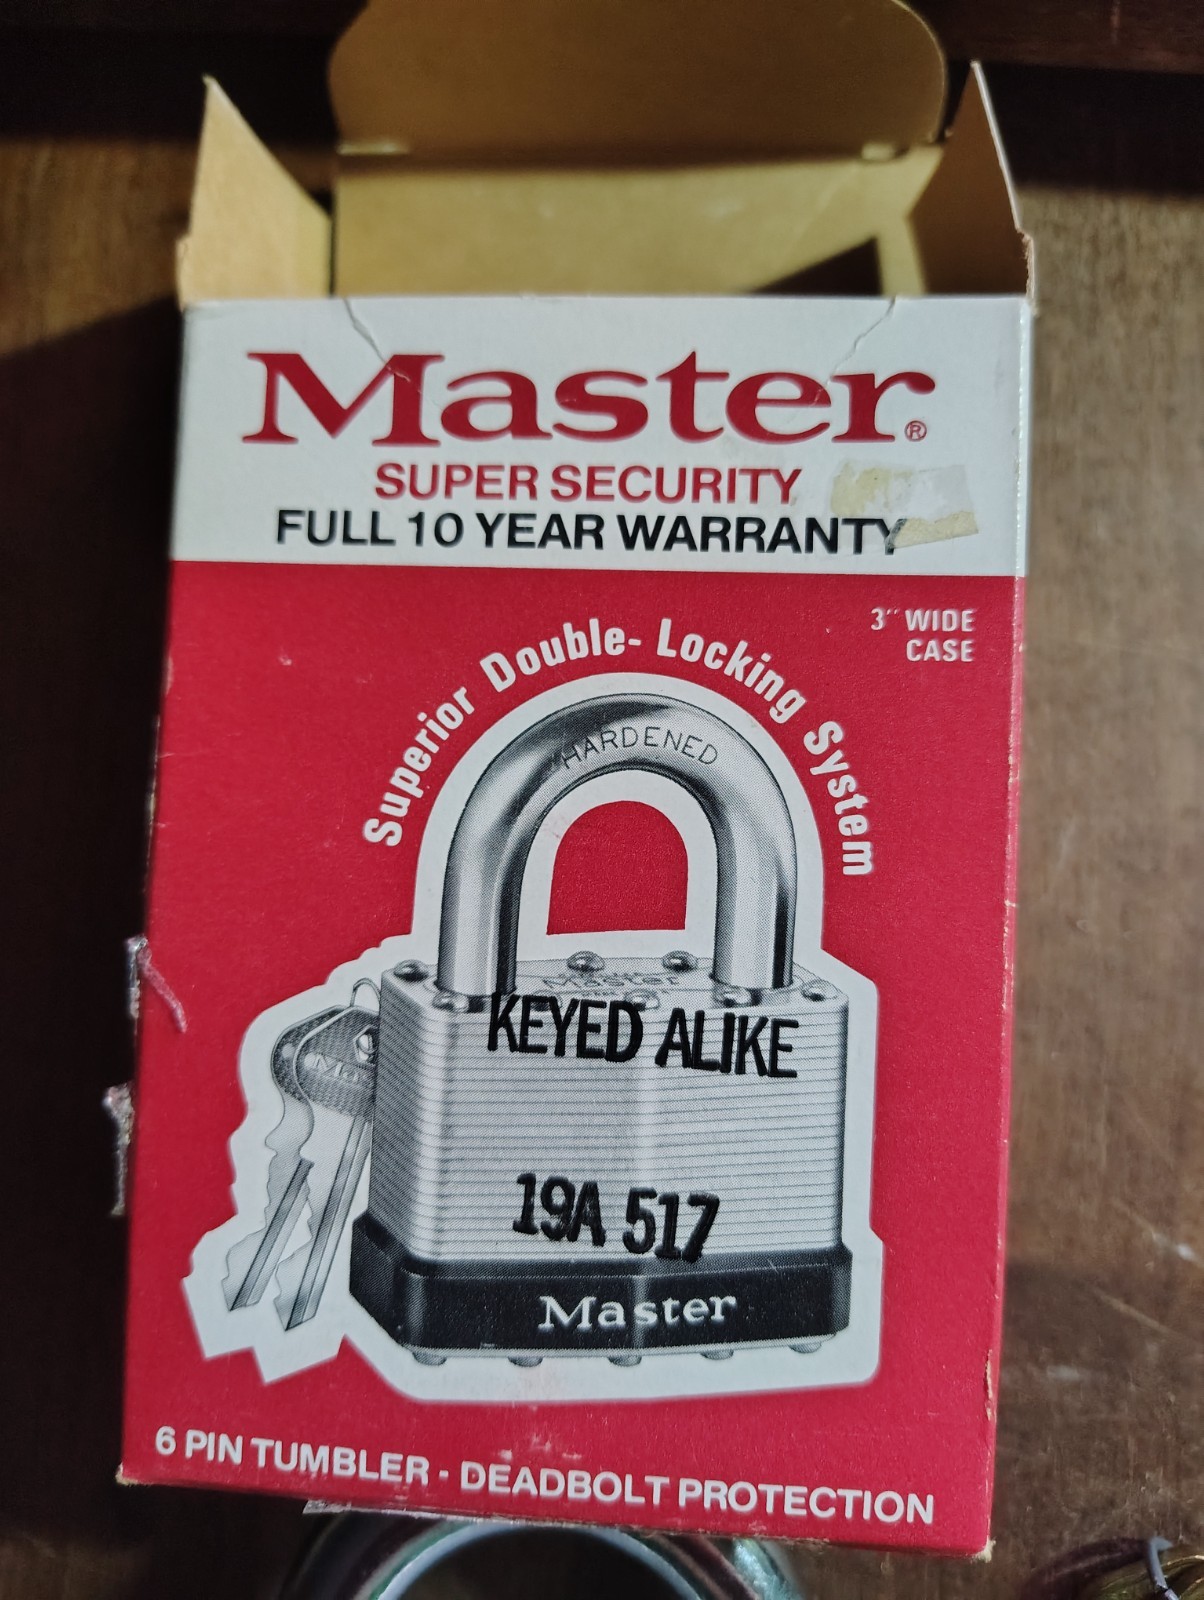 Master®
SUPER SECURITY
FULL 10 YEAR WARRANTY
3" WIDE
CASE
Superior Double-Locking System
HARDENED
Master
KEYED ALIKE
19A 517
Master
6 PIN TUMBLER - DEADBOLT PROTECTION